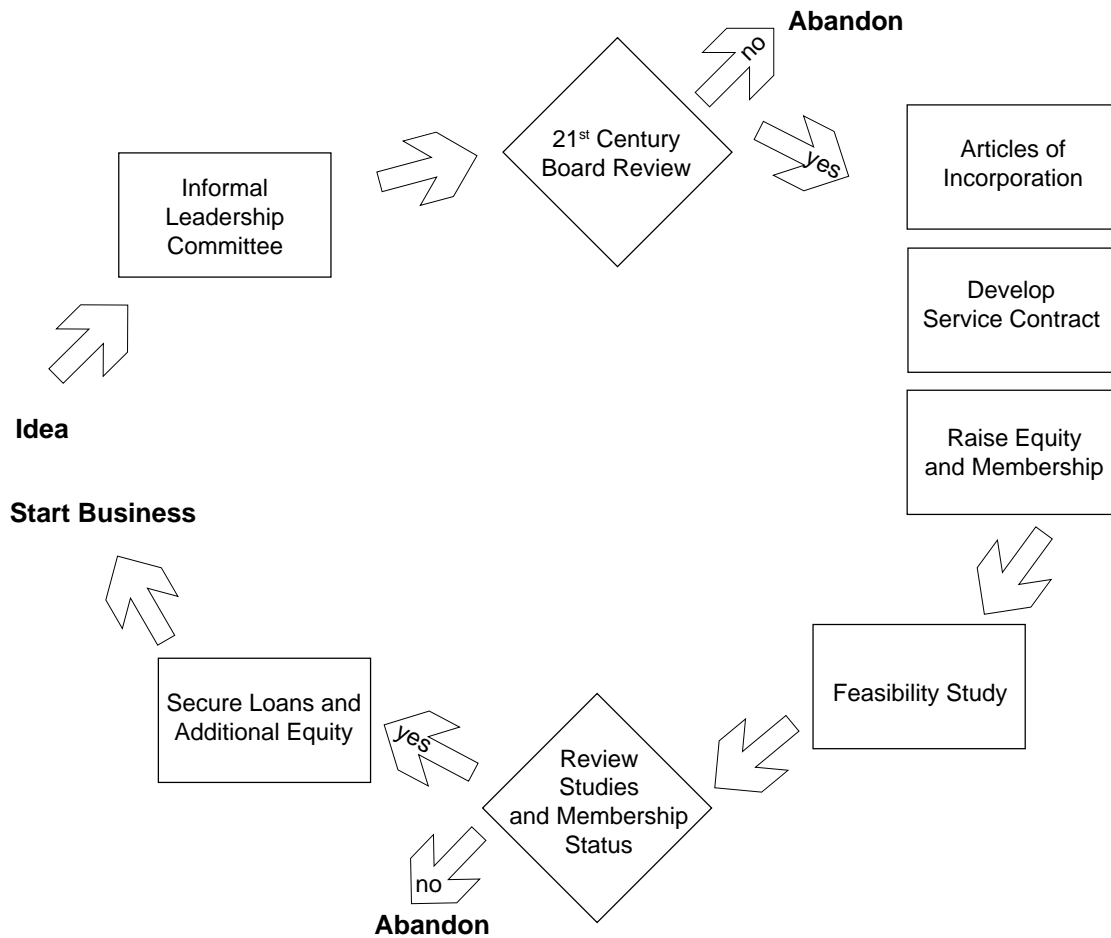 Abandon
no
21st Century
Board Review
yes
Articles of
Incorporation
Informal
Leadership
Committee
Develop
Service Contract
Raise Equity
and Membership
Idea
Start Business
Feasibility Study
Secure Loans and
Additional Equity
yes
Review
Studies
and Membership
Status
no
Abandon